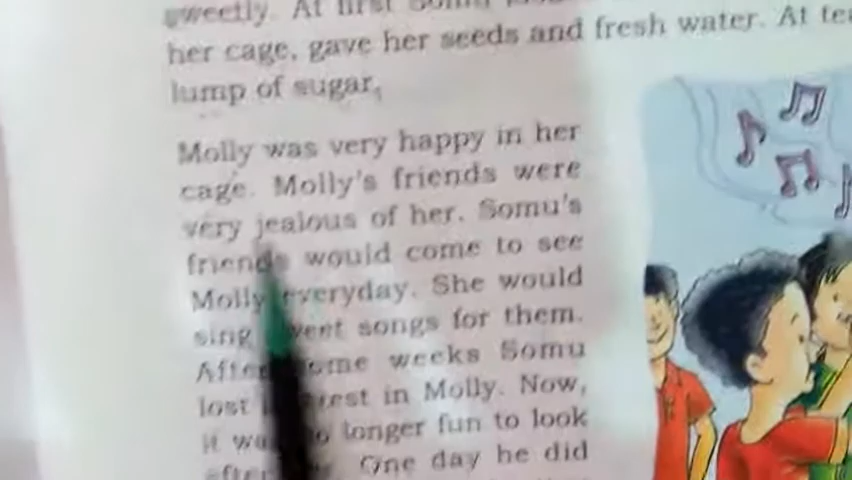 sweetly. At first Somu
her cage, gave her seeds and fresh water. At
lump of sugar.
Molly was very happy in her
cage. Molly's friends were
very jealous of her. Somu's
friends would come to see
Molly everyday. She would
sing sweet songs for them.
After some weeks Somu
lost interest in Molly. Now,
it was no longer fun to look
after One day he did